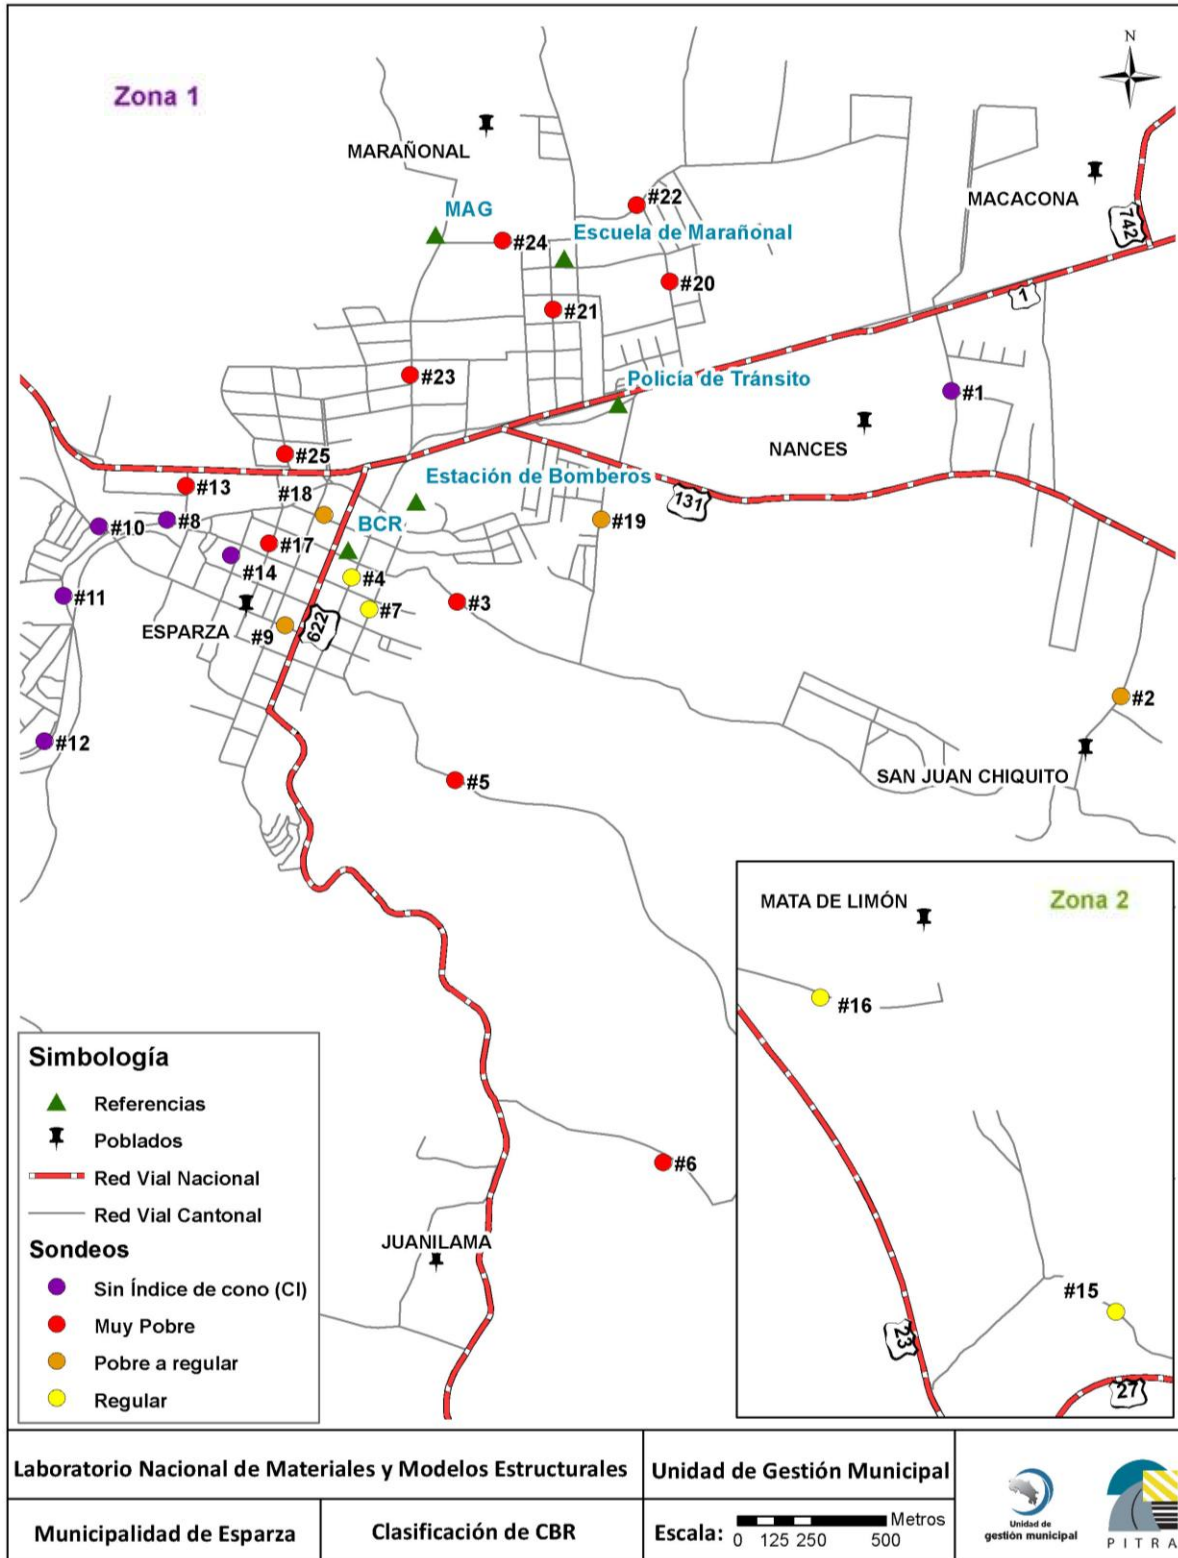 N
Zona 1
MARAÑONAL
MACACONA
#22
MAG
742
Escuela de Marañonal
#24
#20
1
#21
Policía de Tránsito
#23
#1
NANCES
#25
Estación de Bomberos
#13
#18
131
#19
#10
#8
BCR
#17
#14
#4
#11
#3
#7
ESPARZA
#9
622
#2
#12
SAN JUAN CHIQUITO
#5
MATA DE LIMÓN
Zona 2
#16
#6
JUANILAMA
#15
23
27
Simbología
Referencias
Poblados
Red Vial Nacional
Red Vial Cantonal
Sondeos
Sin Índice de cono (CI)
Muy Pobre
Pobre a regular
Regular
Laboratorio Nacional de Materiales y Modelos Estructurales
Unidad de Gestión Municipal
Municipalidad de Esparza
Clasificación de CBR
Escala: 0 125 250 500 Metros
Unidad de
gestión municipal
PITRA